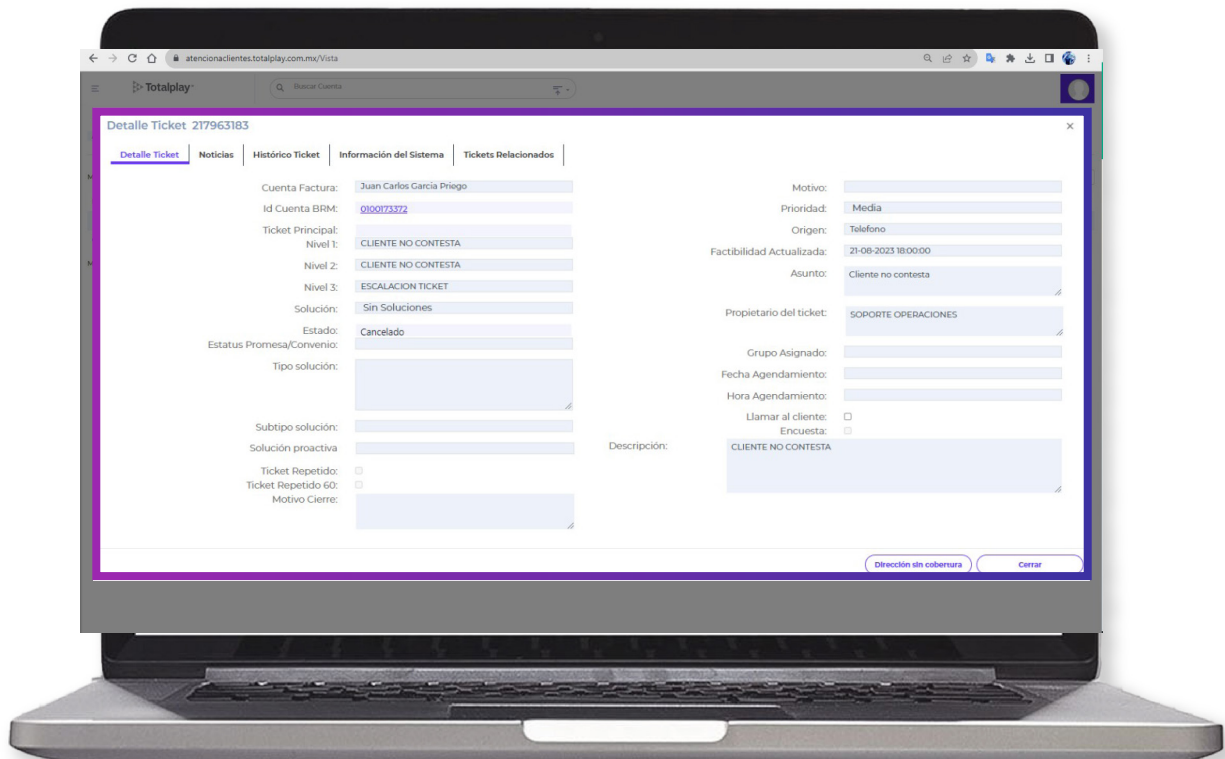 atencionaclientes.totalplay.com.mx/Vista
Totalplay
Buscar Cuenta
Detalle Ticket 217963183
Detalle Ticket
Noticias
Histórico Ticket
Información del Sistema
Tickets Relacionados
Cuenta Factura: Juan Carlos Garcia Priego
Id Cuenta BRM: 0100173372
Ticket Principal:
Nivel 1: CLIENTE NO CONTESTA
Nivel 2: CLIENTE NO CONTESTA
Nivel 3: ESCALACION TICKET
Solución: Sin Soluciones
Estado: Cancelado
Estatus Promesa/Convenio:
Tipo solución:
Subtipo solución:
Solución proactiva
Ticket Repetido:
Ticket Repetido 60:
Motivo Cierre:
Motivo:
Prioridad: Media
Origen: Telefono
Factibilidad Actualizada: 21-08-2023 18:00:00
Asunto: Cliente no contesta
Propietario del ticket: SOPORTE OPERACIONES
Grupo Asignado:
Fecha Agendamiento:
Hora Agendamiento:
Llamar al cliente:
Encuesta:
Descripción: CLIENTE NO CONTESTA
Dirección sin cobertura
Cerrar